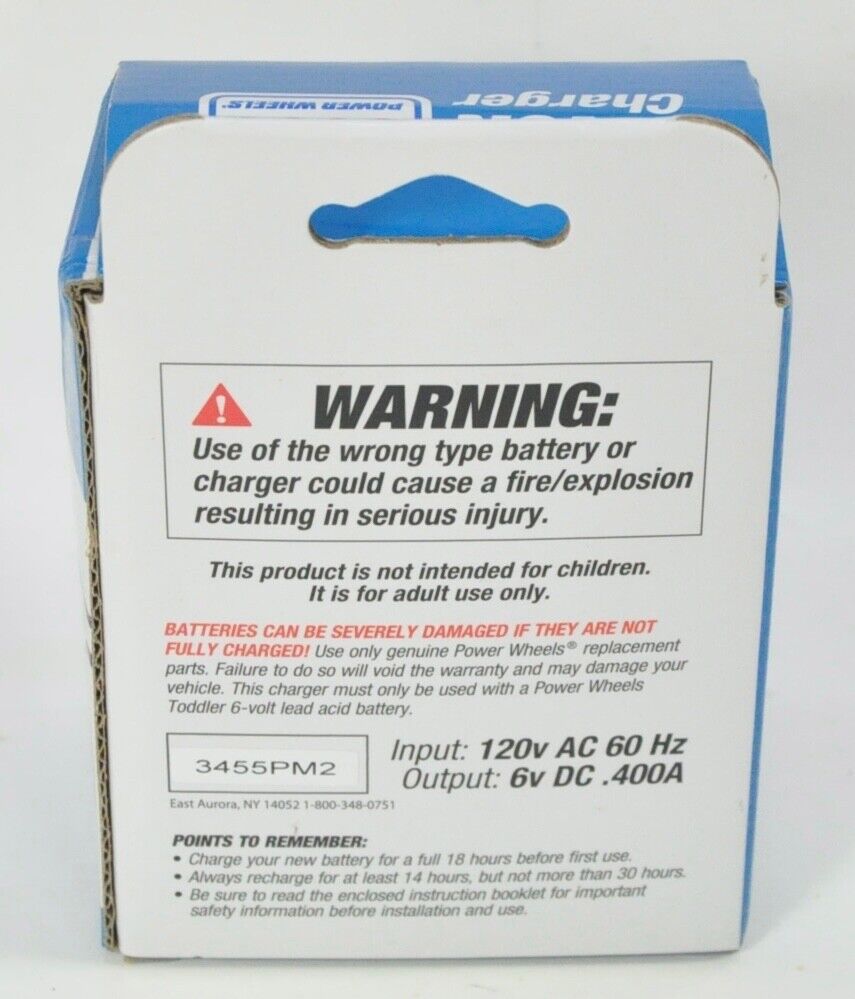 Charger
POWER WHEELS®
WARNING:
Use of the wrong type battery or
charger could cause a fire/explosion
resulting in serious injury.
This product is not intended for children.
It is for adult use only.
BATTERIES CAN BE SEVERELY DAMAGED IF THEY ARE NOT
FULLY CHARGED! Use only genuine Power Wheels® replacement
parts. Failure to do so will void the warranty and may damage your
vehicle. This charger must only be used with a Power Wheels
Toddler 6-volt lead acid battery.
3455PM2
Input: 120v AC 60 Hz
Output: 6v DC .400A
East Aurora, NY 14052 1-800-348-0751
POINTS TO REMEMBER:
• Charge your new battery for a full 18 hours before first use.
• Always recharge for at least 14 hours, but not more than 30 hours.
• Be sure to read the enclosed instruction booklet for important
safety information before installation and use.